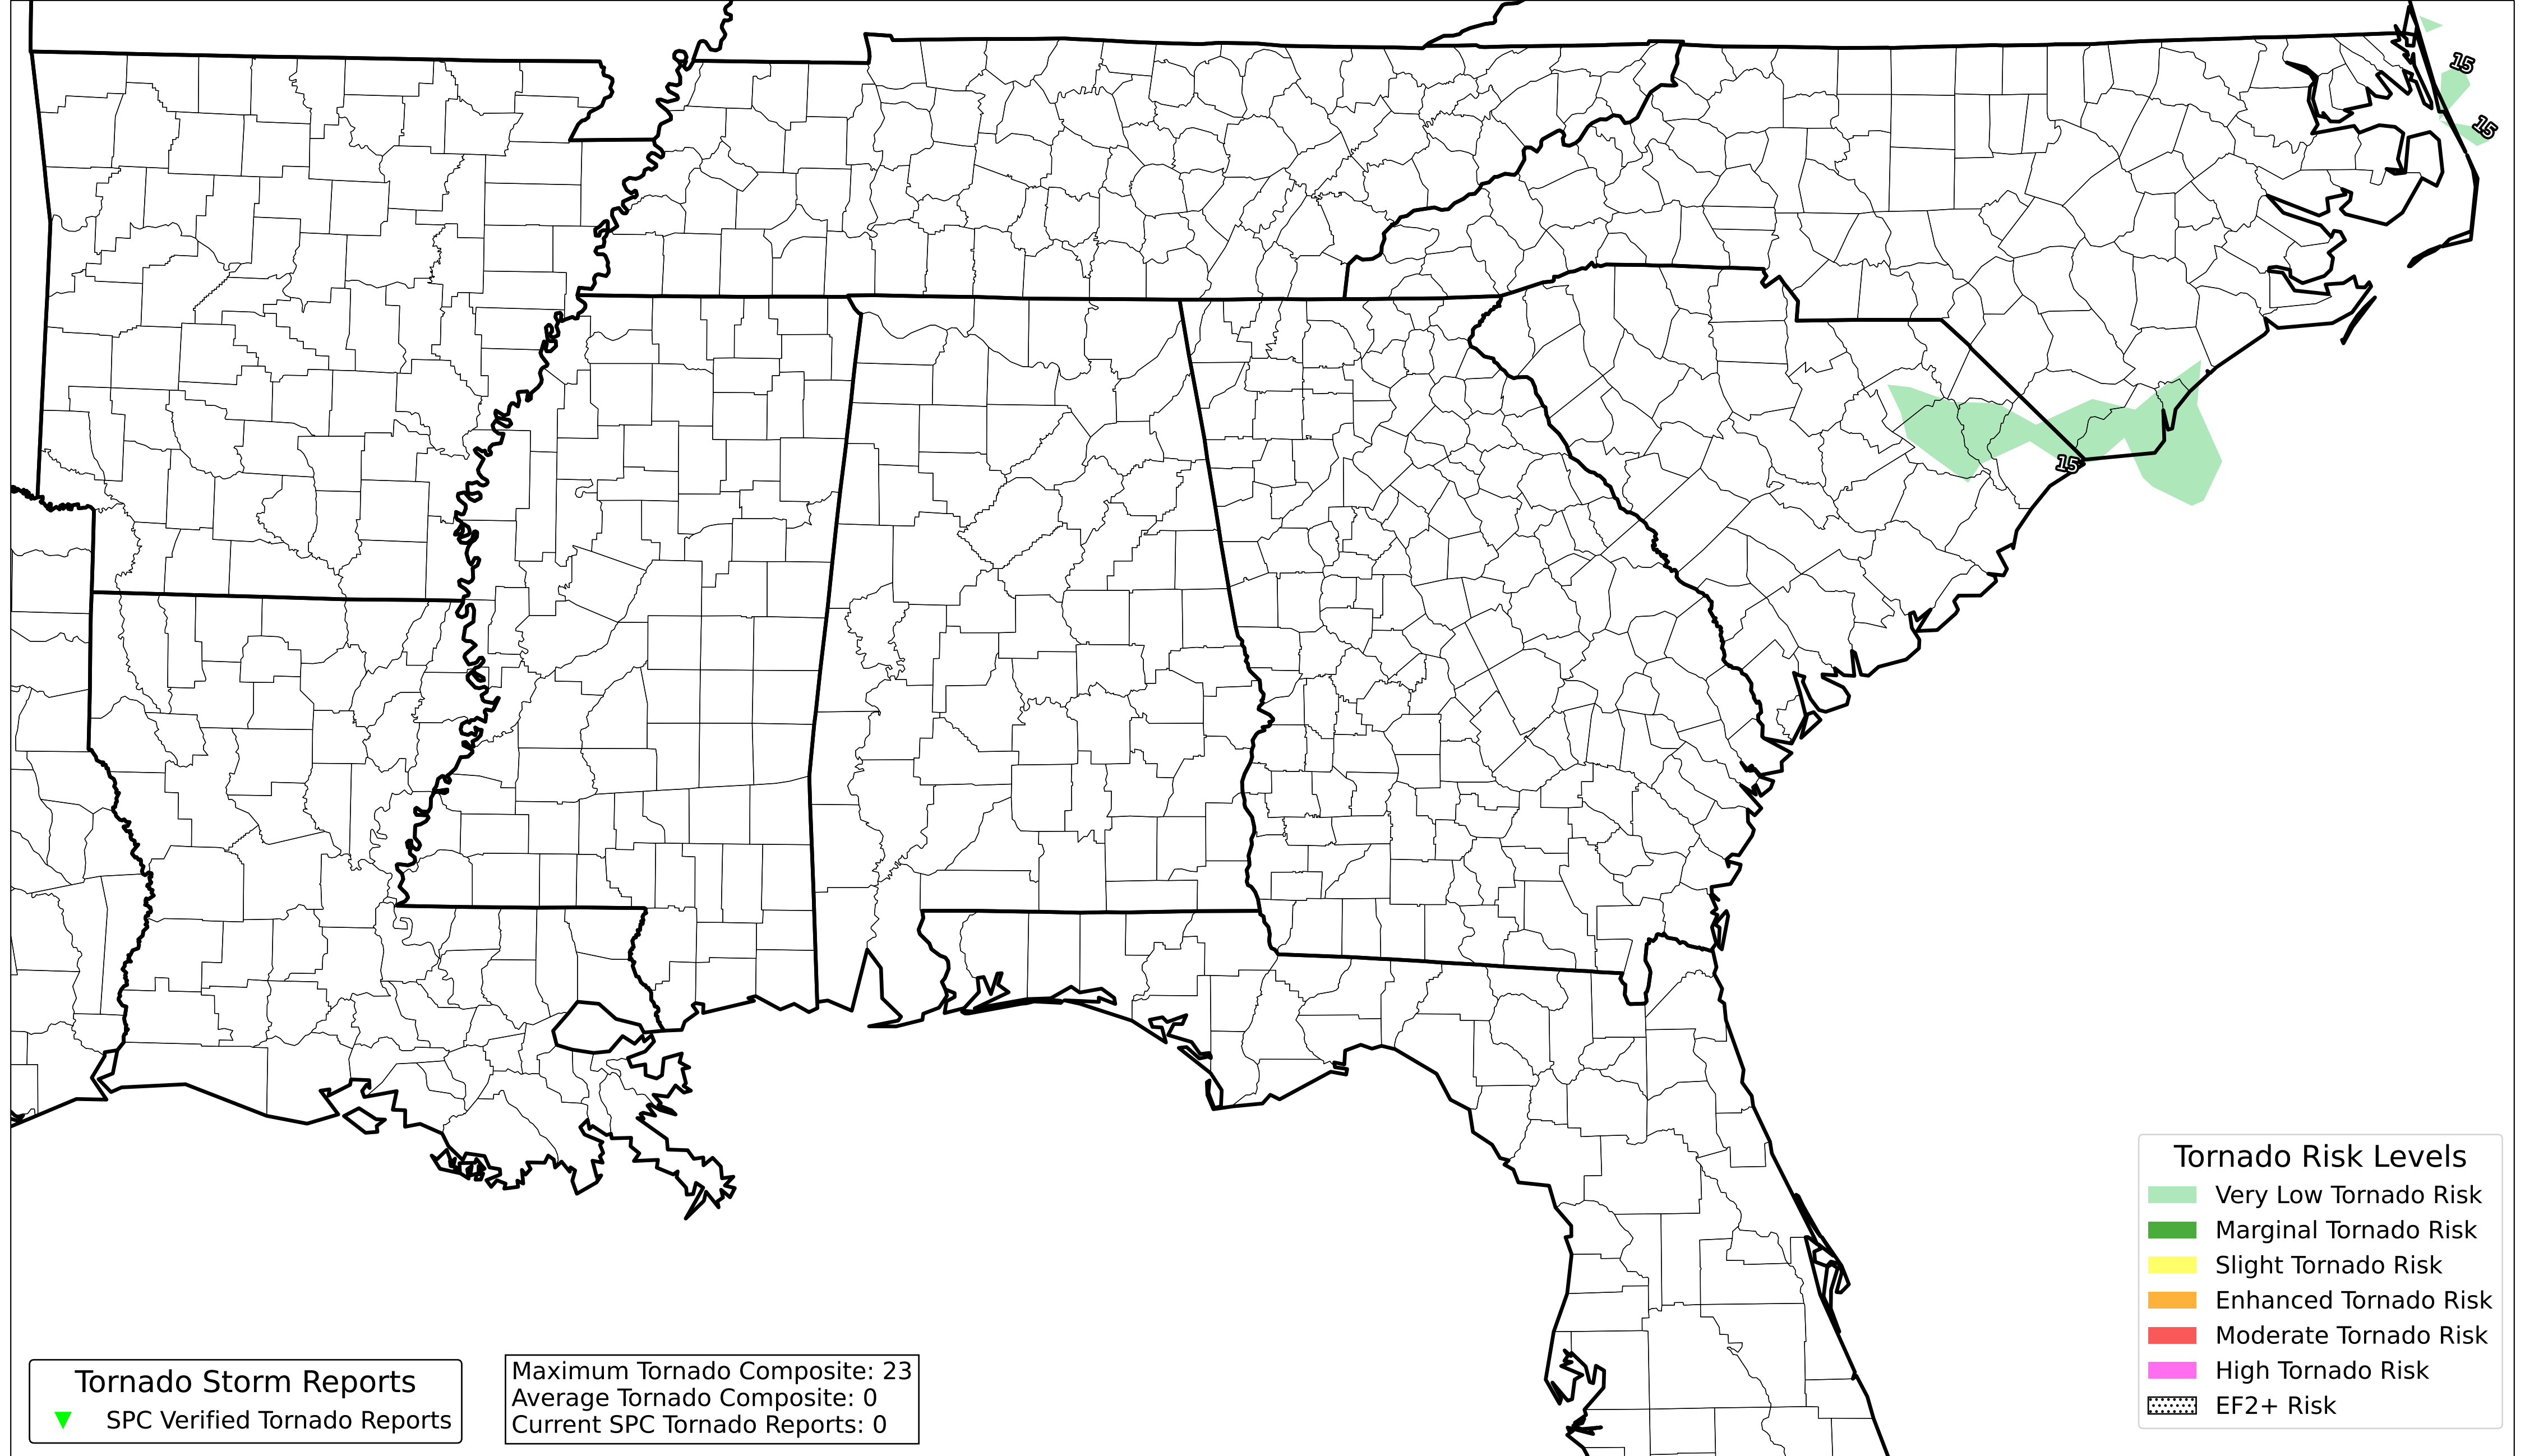 15
15
15
Tornado Risk Levels
Very Low Tornado Risk
Marginal Tornado Risk
Slight Tornado Risk
Enhanced Tornado Risk
Moderate Tornado Risk
High Tornado Risk
EF2+ Risk
Tornado Storm Reports
SPC Verified Tornado Reports
Maximum Tornado Composite: 23
Average Tornado Composite: 0
Current SPC Tornado Reports: 0